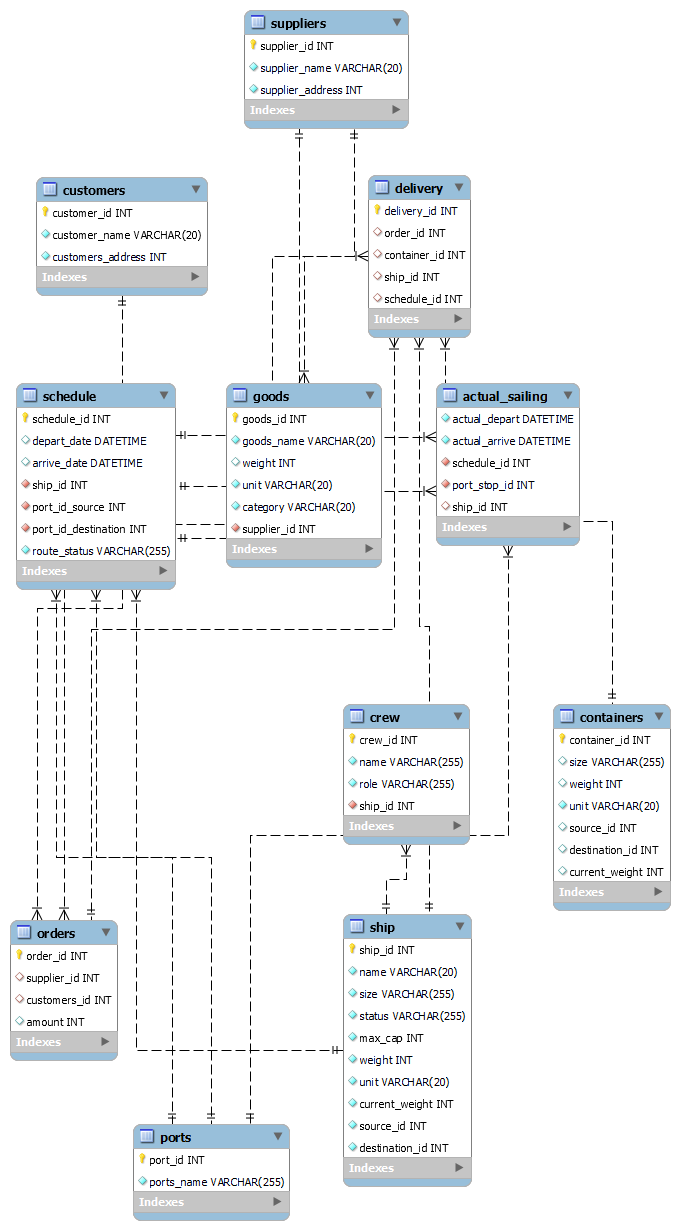 suppliers
supplier_id INT
supplier_name VARCHAR(20)
supplier_address INT
Indexes
customers
customer_id INT
customer_name VARCHAR(20)
customers_address INT
Indexes
delivery
delivery_id INT
order_id INT
container_id INT
ship_id INT
schedule_id INT
Indexes
schedule
schedule_id INT
depart_date DATETIME
arrive_date DATETIME
ship_id INT
port_id_source INT
port_id_destination INT
route_status VARCHAR(255)
Indexes
goods
goods_id INT
goods_name VARCHAR(20)
weight INT
unit VARCHAR(20)
category VARCHAR(20)
supplier_id INT
Indexes
actual_sailing
actual_depart DATETIME
actual_arrive DATETIME
schedule_id INT
port_stop_id INT
ship_id INT
Indexes
crew
crew_id INT
name VARCHAR(255)
role VARCHAR(255)
ship_id INT
Indexes
containers
container_id INT
size VARCHAR(255)
weight INT
unit VARCHAR(20)
source_id INT
destination_id INT
current_weight INT
Indexes
orders
order_id INT
supplier_id INT
customers_id INT
amount INT
Indexes
ship
ship_id INT
name VARCHAR(20)
size VARCHAR(255)
status VARCHAR(255)
max_cap INT
weight INT
unit VARCHAR(20)
current_weight INT
source_id INT
destination_id INT
Indexes
ports
port_id INT
ports_name VARCHAR(255)
Indexes